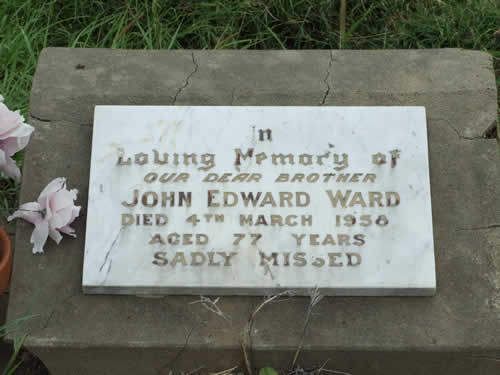 In
Loving Memory of
OUR DEAR BROTHER
JOHN EDWARD WARD
DIED 4TH MARCH 1958
AGED 77 YEARS
SADLY MISSED